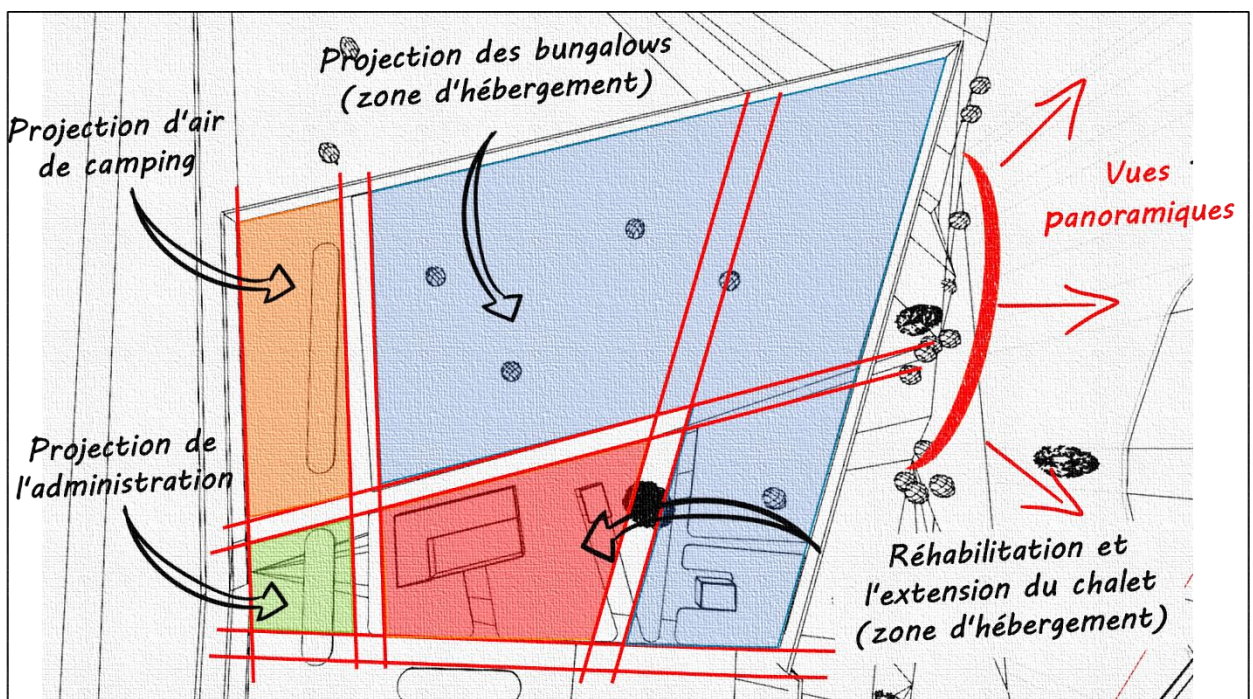 Projection des bungalows
(zone d'hébergement)
Projection d'air
de camping
Vues
panoramiques
Projection de
l'administration
Réhabilitation et
l'extension du chalet
(zone d'hébergement)